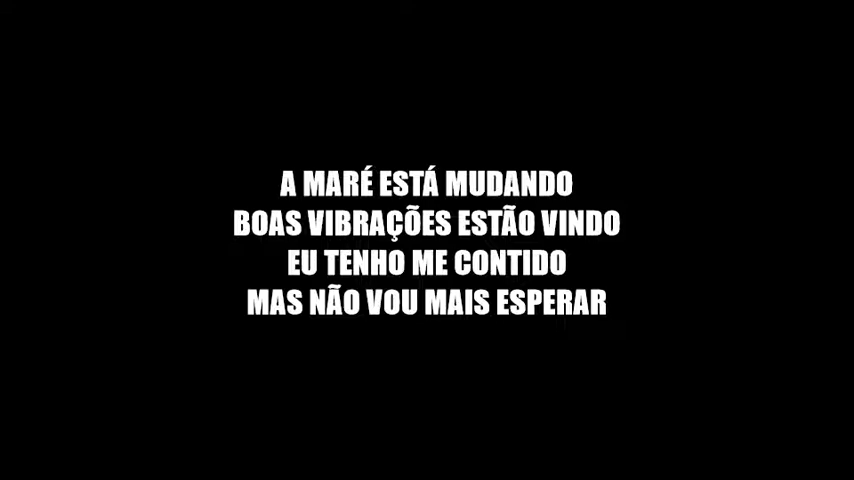 A MARÉ ESTÁ MUDANDO
BOAS VIBRAÇÕES ESTÃO VINDO
EU TENHO ME CONTIDO
MAS NÃO VOU MAIS ESPERAR